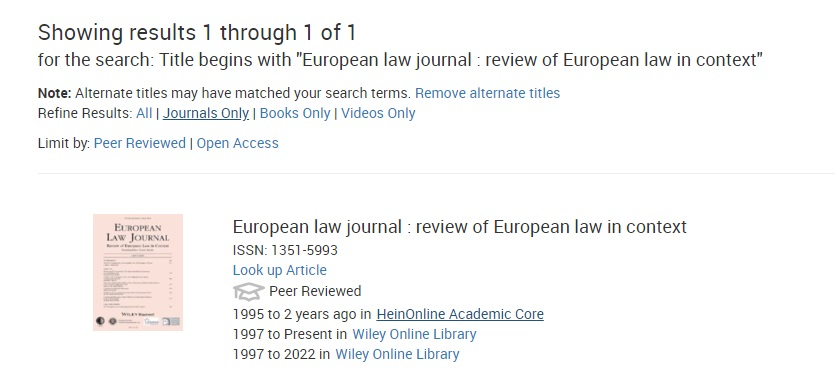 Showing results 1 through 1 of 1
for the search: Title begins with "European law journal : review of European law in context"
Note: Alternate titles may have matched your search terms. Remove alternate titles
Refine Results: All | Journals Only | Books Only | Videos Only
Limit by: Peer Reviewed | Open Access
EUROPEAN
LAW JOURNAL
Review of European Law in Context
European law journal : review of European law in context
ISSN: 1351-5993
Look up Article
Peer Reviewed
1995 to 2 years ago in HeinOnline Academic Core
1997 to Present in Wiley Online Library
1997 to 2022 in Wiley Online Library